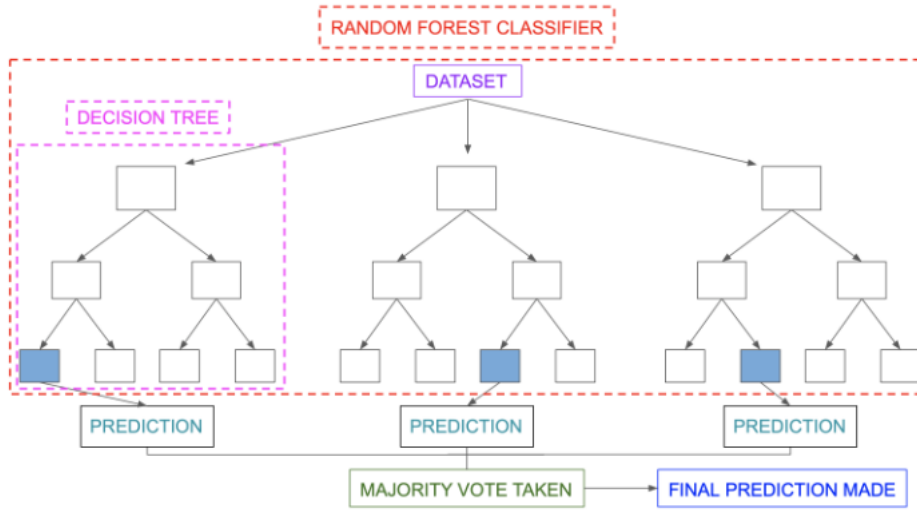 RANDOM FOREST CLASSIFIER
DATASET
DECISION TREE
PREDICTION
PREDICTION
PREDICTION
MAJORITY VOTE TAKEN
FINAL PREDICTION MADE